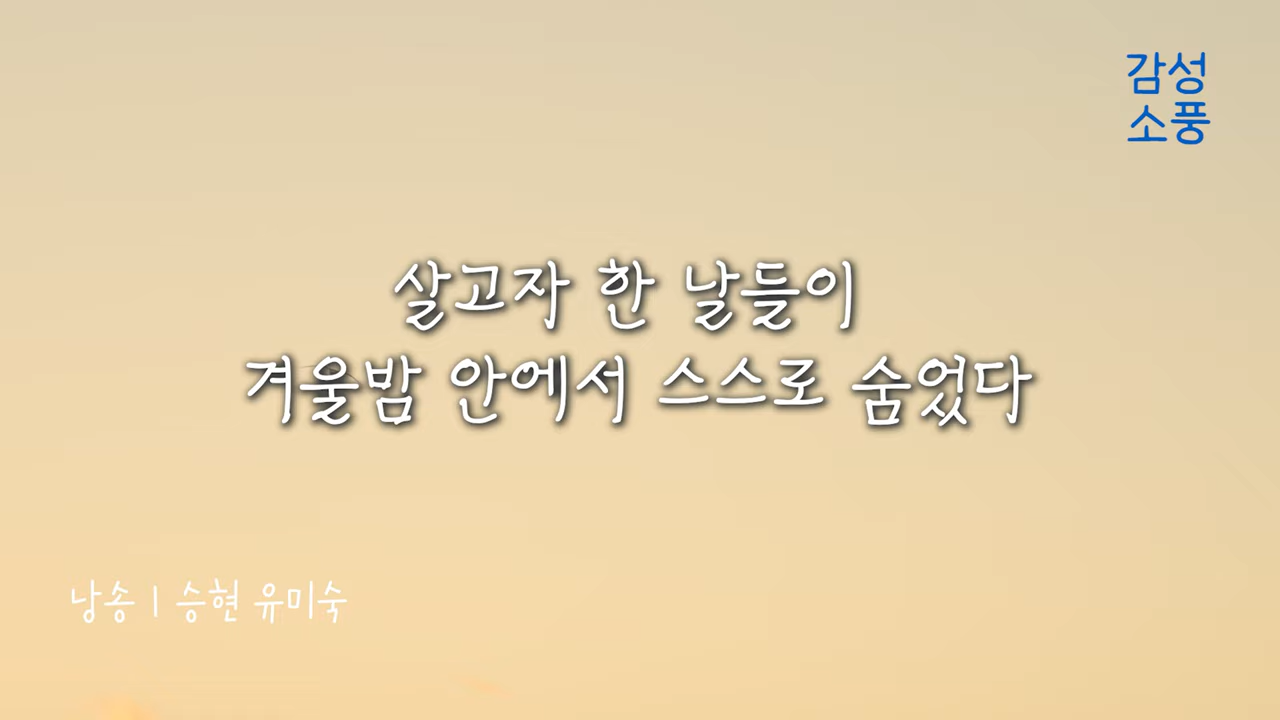 감성
소풍
살고자 한 날들이
겨울밤 안에서 스스로 숨었다
낭송 | 승현 유미숙